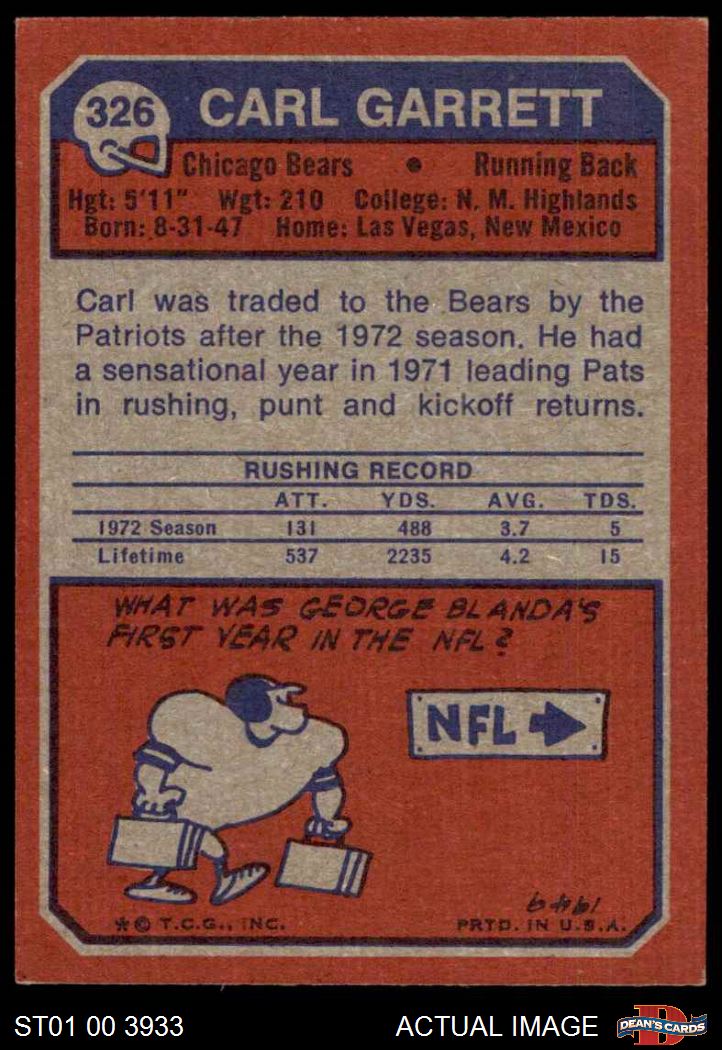 326 CARL GARRETT
Chicago Bears • Running Back
Hgt: 5'11" Wgt: 210 College: N. M. Highlands
Born: 8-31-47 Home: Las Vegas, New Mexico
Carl was traded to the Bears by the
Patriots after the 1972 season. He had
a sensational year in 1971 leading Pats
in rushing, punt and kickoff returns.
RUSHING RECORD
ATT. YDS. AVG. TDS.
1972 Season 131 488 3.7 5
Lifetime 537 2235 4.2 15
WHAT WAS GEORGE BLANDA'S
FIRST YEAR IN THE NFL?
NFL
1949
* © T.C.G., INC. PRTD. IN U.S.A.
ST01 00 3933 ACTUAL IMAGE D DEAN'S CARDS